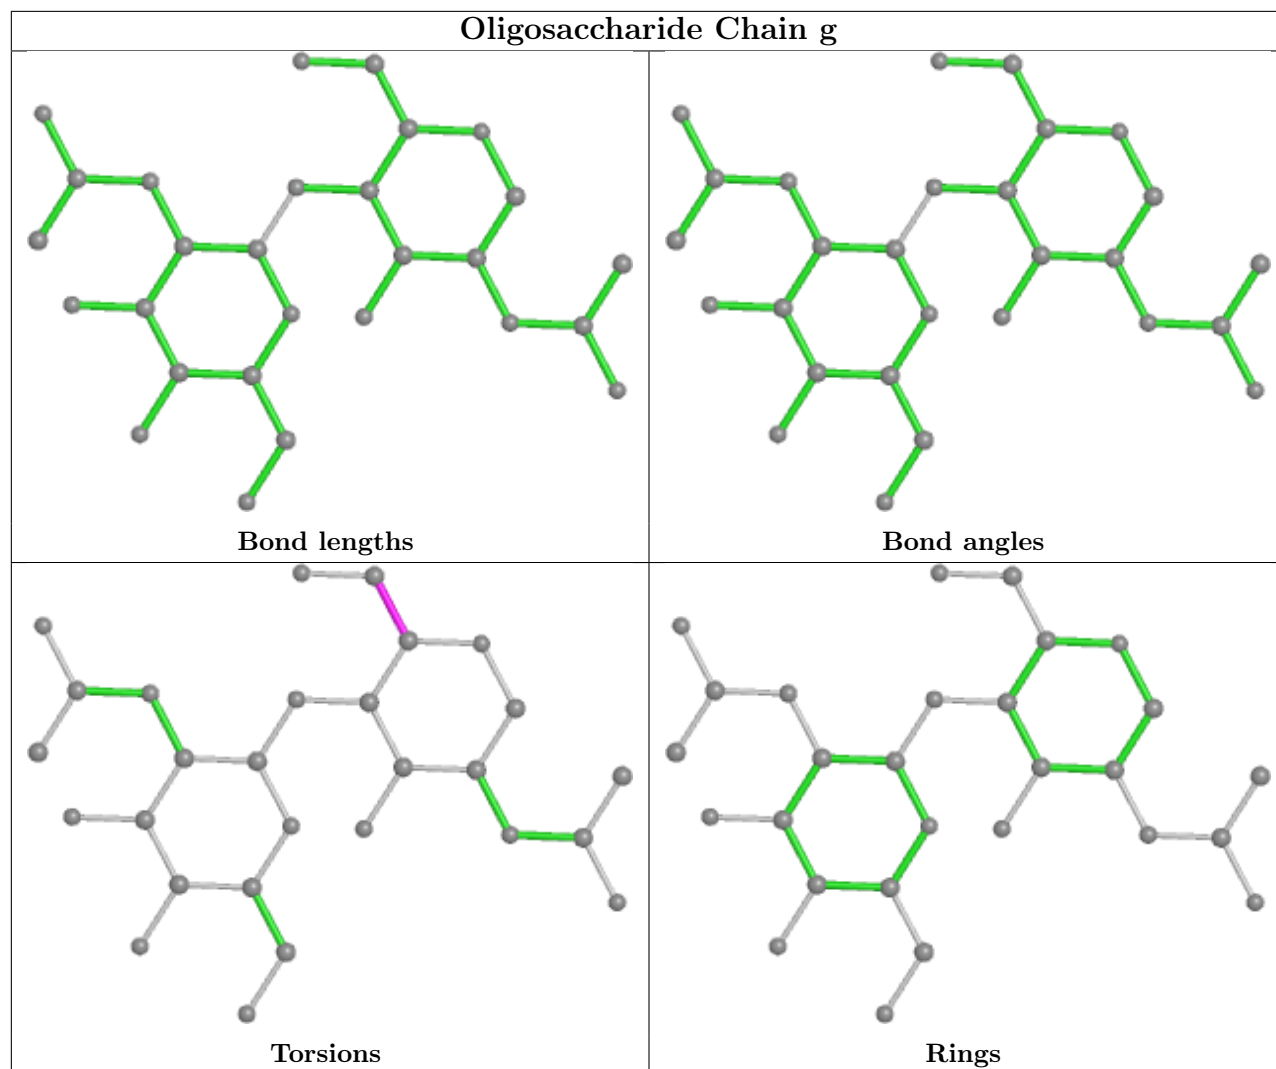 Oligosaccharide Chain g
Bond lengths
Bond angles
Torsions
Rings